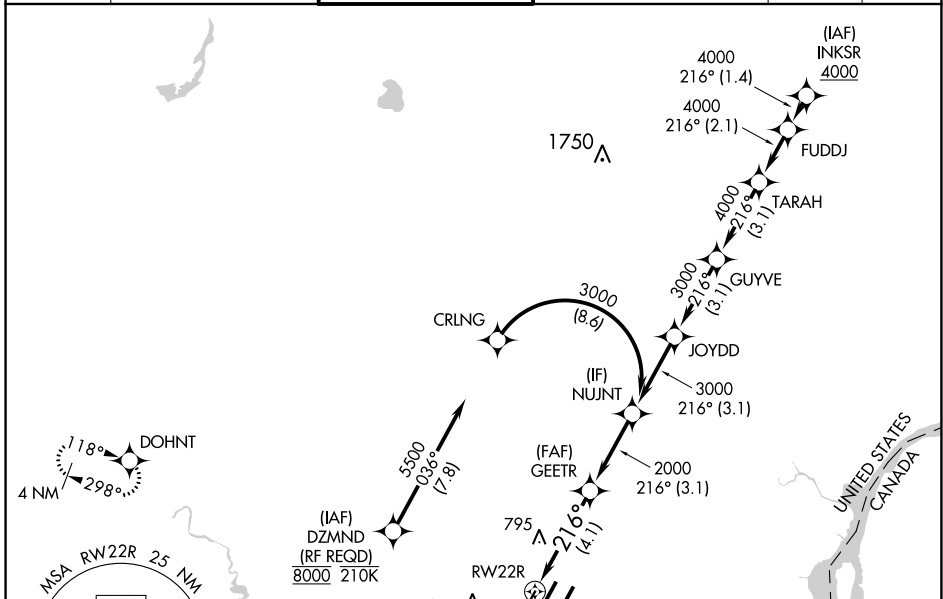 (IAF)
INKSR
4000
4000
216° (1.4)
4000
216° (2.1)
FUDDJ
1750
TARAH
4000
216°
(3.1)
GUYVE
3000
216°
(3.1)
3000
(8.6)
CRLNG
JOYDD
(IF)
NUJNT
3000
216° (3.1)
DOHNT
118°
298°
4 NM
5500
036°
(7.8)
(FAF)
GEETR
2000
216° (3.1)
UNITED STATES
CANADA
(IAF)
DZMND
(RF REQD)
8000 210K
795
216°
(4.1)
RW22R
MSA RW22R 25 NM